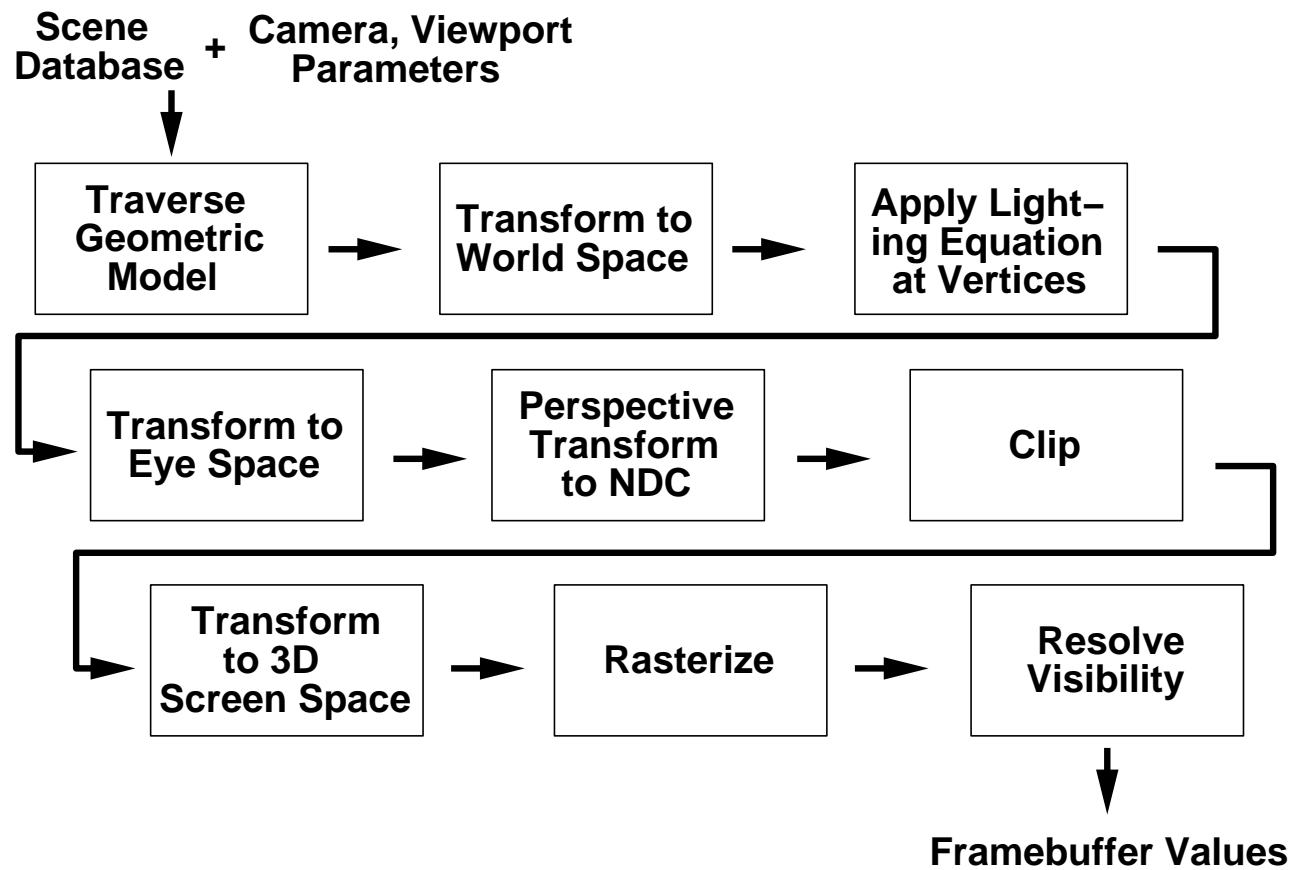 Scene
Database
+
Camera, Viewport
Parameters
Traverse
Geometric
Model
Transform to
World Space
Apply Light–
ing Equation
at Vertices
Transform to
Eye Space
Perspective
Transform
to NDC
Clip
Transform
to 3D
Screen Space
Rasterize
Resolve
Visibility
Framebuffer Values